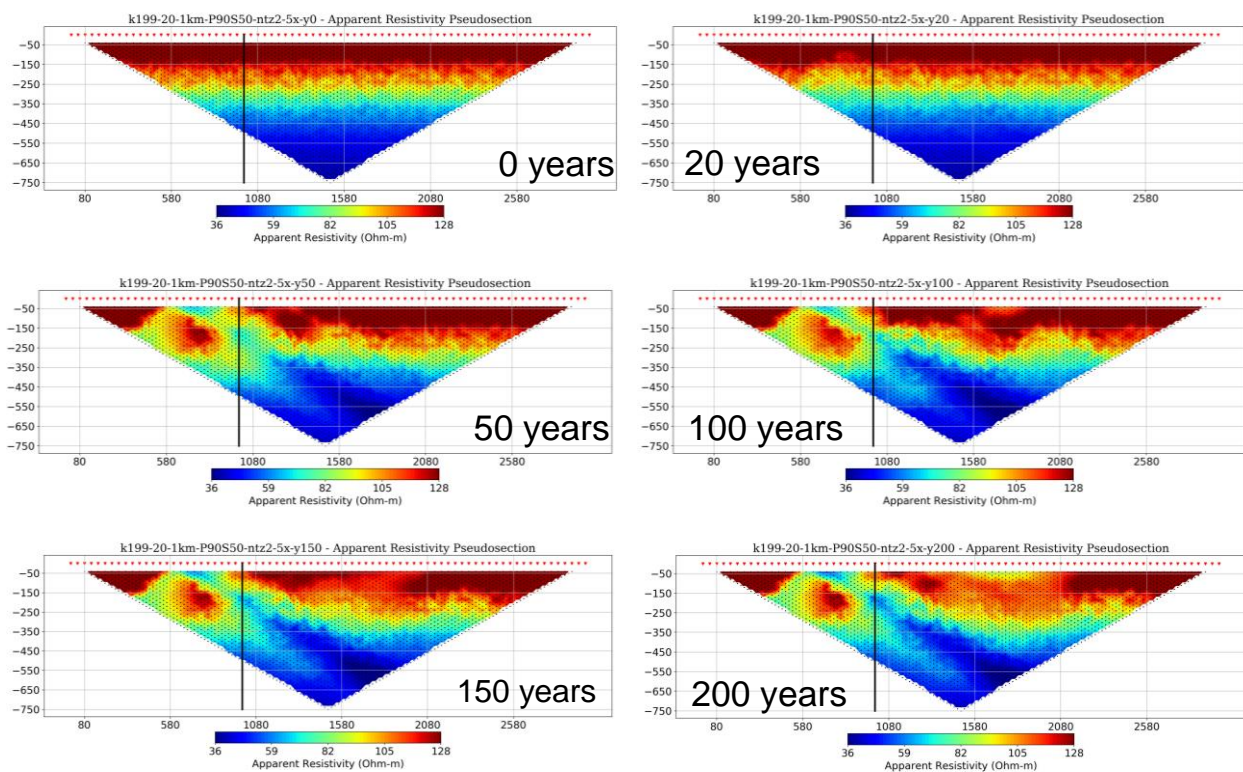 k199-20-1km-P90S50-ntz2-5x-y0 - Apparent Resistivity Pseudosection
−50
−150
−250
−350
−450
−550
−650
−750
0 years
80 580 1080 1580 2080 2580
36 59 82 105 128
Apparent Resistivity (Ohm-m)
k199-20-1km-P90S50-ntz2-5x-y20 - Apparent Resistivity Pseudosection
−50
−150
−250
−350
−450
−550
−650
−750
20 years
80 580 1080 1580 2080 2580
36 59 82 105 128
Apparent Resistivity (Ohm-m)
k199-20-1km-P90S50-ntz2-5x-y50 - Apparent Resistivity Pseudosection
−50
−150
−250
−350
−450
−550
−650
−750
50 years
80 580 1080 1580 2080 2580
36 59 82 105 128
Apparent Resistivity (Ohm-m)
k199-20-1km-P90S50-ntz2-5x-y100 - Apparent Resistivity Pseudosection
−50
−150
−250
−350
−450
−550
−650
−750
100 years
80 580 1080 1580 2080 2580
36 59 82 105 128
Apparent Resistivity (Ohm-m)
k199-20-1km-P90S50-ntz2-5x-y150 - Apparent Resistivity Pseudosection
−50
−150
−250
−350
−450
−550
−650
−750
150 years
80 580 1080 1580 2080 2580
36 59 82 105 128
Apparent Resistivity (Ohm-m)
k199-20-1km-P90S50-ntz2-5x-y200 - Apparent Resistivity Pseudosection
−50
−150
−250
−350
−450
−550
−650
−750
200 years
80 580 1080 1580 2080 2580
36 59 82 105 128
Apparent Resistivity (Ohm-m)